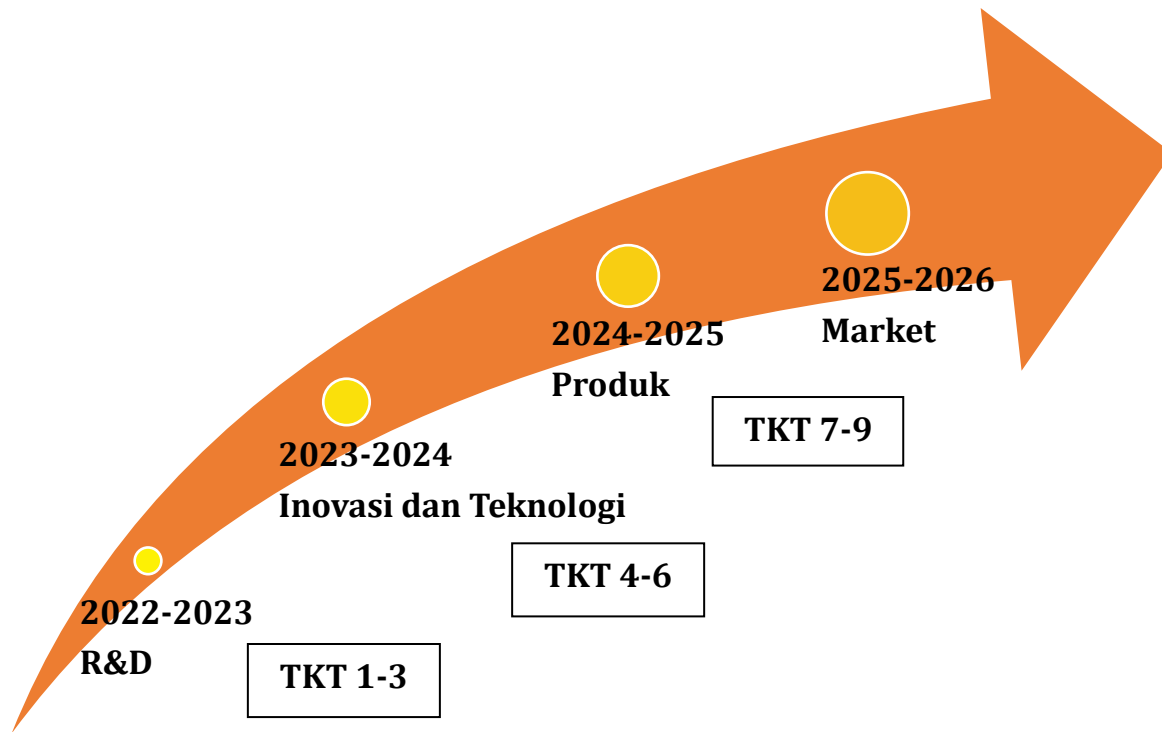 2025-2026
Market
2024-2025
Produk
TKT 7-9
2023-2024
Inovasi dan Teknologi
TKT 4-6
2022-2023
R&D
TKT 1-3